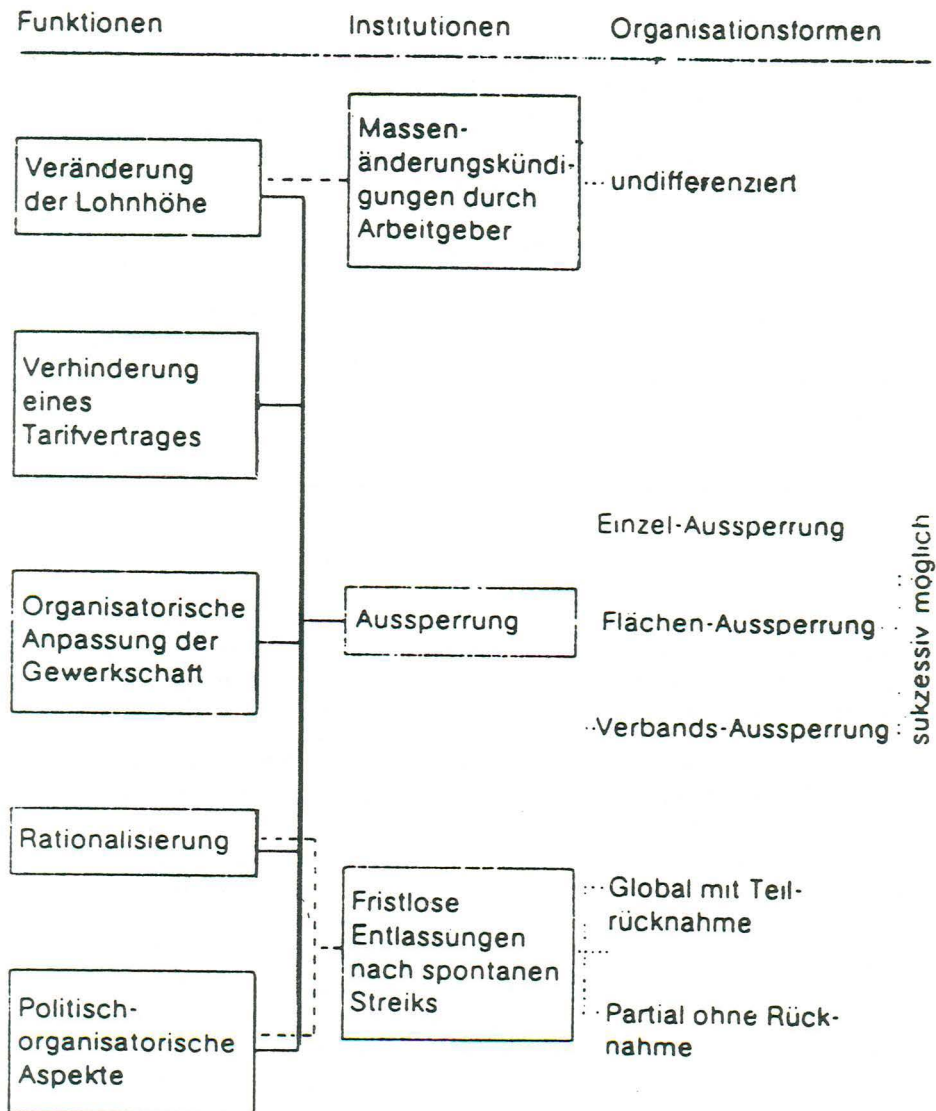 Funktionen
Institutionen
Organisationsformen
Veränderung
der Lohnhöhe
Massen-
änderungskündi-
gungen durch
Arbeitgeber
undifferenziert
Verhinderung
eines
Tarifvertrages
Organisatorische
Anpassung der
Gewerkschaft
Aussperrung
Einzel-Aussperrung
Flächen-Aussperrung
Verbands-Aussperrung
sukzessiv möglich
Rationalisierung
Fristlose
Entlassungen
nach spontanen
Streiks
Global mit Teil-
rücknahme
Partial ohne Rück-
nahme
Politisch-
organisatorische
Aspekte